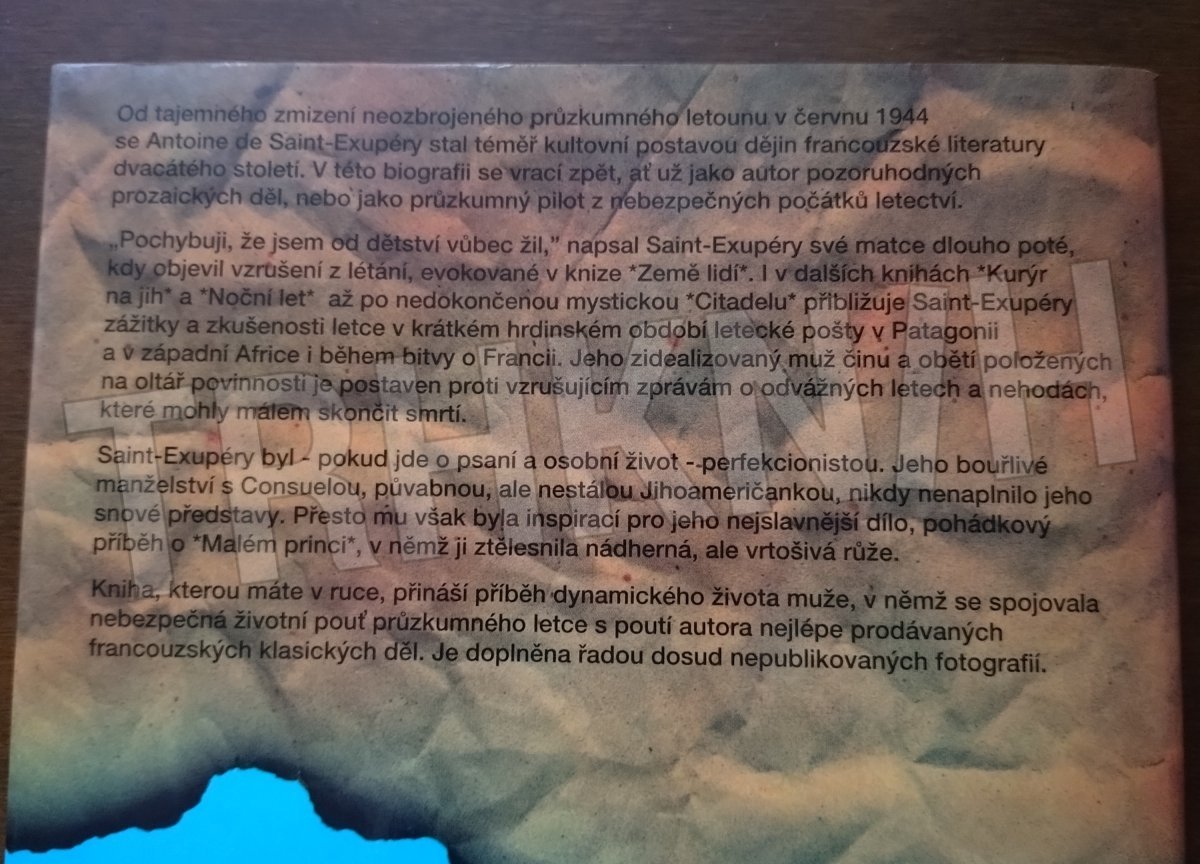 Od tajemného zmizení neozbrojeného průzkumného letounu v červnu 1944
se Antoine de Saint-Exupéry stal téměř kultovní postavou dějin francouzské literatury
dvacátého století. V této biografii se vrací zpět, ať už jako autor pozoruhodných
prozaických děl, nebo jako průzkumný pilot z nebezpečných počátků letectví.
„Pochybuji, že jsem od dětství vůbec žil,” napsal Saint-Exupéry své matce dlouho poté,
kdy objevil vzrušení z létání, evokované v knize *Země lidí*. I v dalších knihách *Kurýr
na jih* a *Noční let* až po nedokončenou mystickou *Citadelu* přibližuje Saint-Exupéry
zážitky a zkušenosti letce v krátkém hrdinském období letecké pošty v Patagonii
a v západní Africe i během bitvy o Francii. Jeho zidealizovaný muž činu a obětí položených
na oltář povinnosti je postaven proti vzrušujícím zprávám o odvážných letech a nehodách,
které mohly málem skončit smrtí.
Saint-Exupéry byl - pokud jde o psaní a osobní život - perfekcionistou. Jeho bouřlivé
manželství s Consuelou, půvabnou, ale nestálou Jihoameričankou, nikdy nenaplnilo jeho
snové představy. Přesto mu však byla inspirací pro jeho nejslavnější dílo, pohádkový
příběh o *Malém princi*, v němž ji ztělesnila nádherná, ale vrtošivá růže.
Kniha, kterou máte v ruce, přináší příběh dynamického života muže, v němž se spojovala
nebezpečná životní pouť průzkumného letce s poutí autora nejlépe prodávaných
francouzských klasických děl. Je doplněna řadou dosud nepublikovaných fotografií.
TRHKNIH